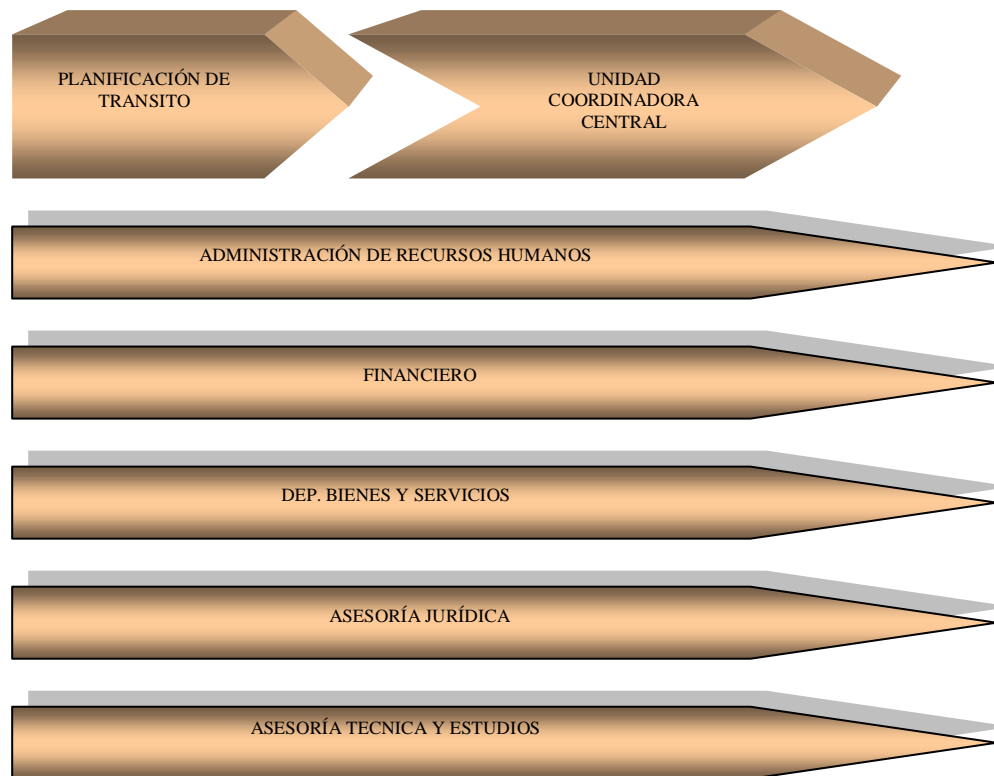 PLANIFICACIÓN DE
TRANSITO
UNIDAD
COORDINADORA
CENTRAL
ADMINISTRACIÓN DE RECURSOS HUMANOS
FINANCIERO
DEP. BIENES Y SERVICIOS
ASESORÍA JURÍDICA
ASESORÍA TECNICA Y ESTUDIOS